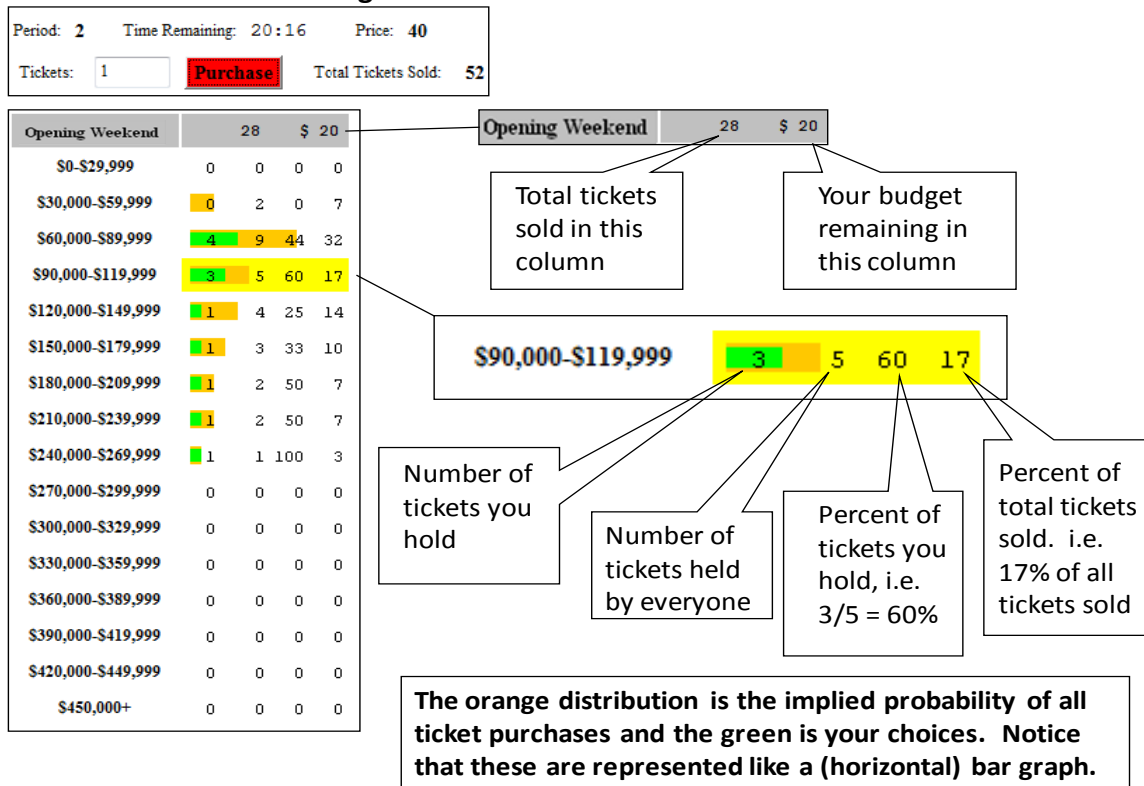 Period: 2 Time Remaining: 20:16 Price: 40
Tickets: 1 Purchase Total Tickets Sold: 52
Opening Weekend 28 $ 20
$0-$29,999 0 0 0 0
$30,000-$59,999 0 2 0 7
$60,000-$89,999 4 9 44 32
$90,000-$119,999 3 5 60 17
$120,000-$149,999 1 4 25 14
$150,000-$179,999 1 3 33 10
$180,000-$209,999 1 2 50 7
$210,000-$239,999 1 2 50 7
$240,000-$269,999 1 1 100 3
$270,000-$299,999 0 0 0 0
$300,000-$329,999 0 0 0 0
$330,000-$359,999 0 0 0 0
$360,000-$389,999 0 0 0 0
$390,000-$419,999 0 0 0 0
$420,000-$449,999 0 0 0 0
$450,000+ 0 0 0 0
Opening Weekend 28 $ 20
Total tickets
sold in this
column
Your budget
remaining in
this column
$90,000-$119,999 3 5 60 17
Number of
tickets you
hold
Number of
tickets held
by everyone
Percent of
tickets you
hold, i.e.
3/5 = 60%
Percent of
total tickets
sold. i.e.
17% of all
tickets sold
The orange distribution is the implied probability of all
ticket purchases and the green is your choices. Notice
that these are represented like a (horizontal) bar graph.